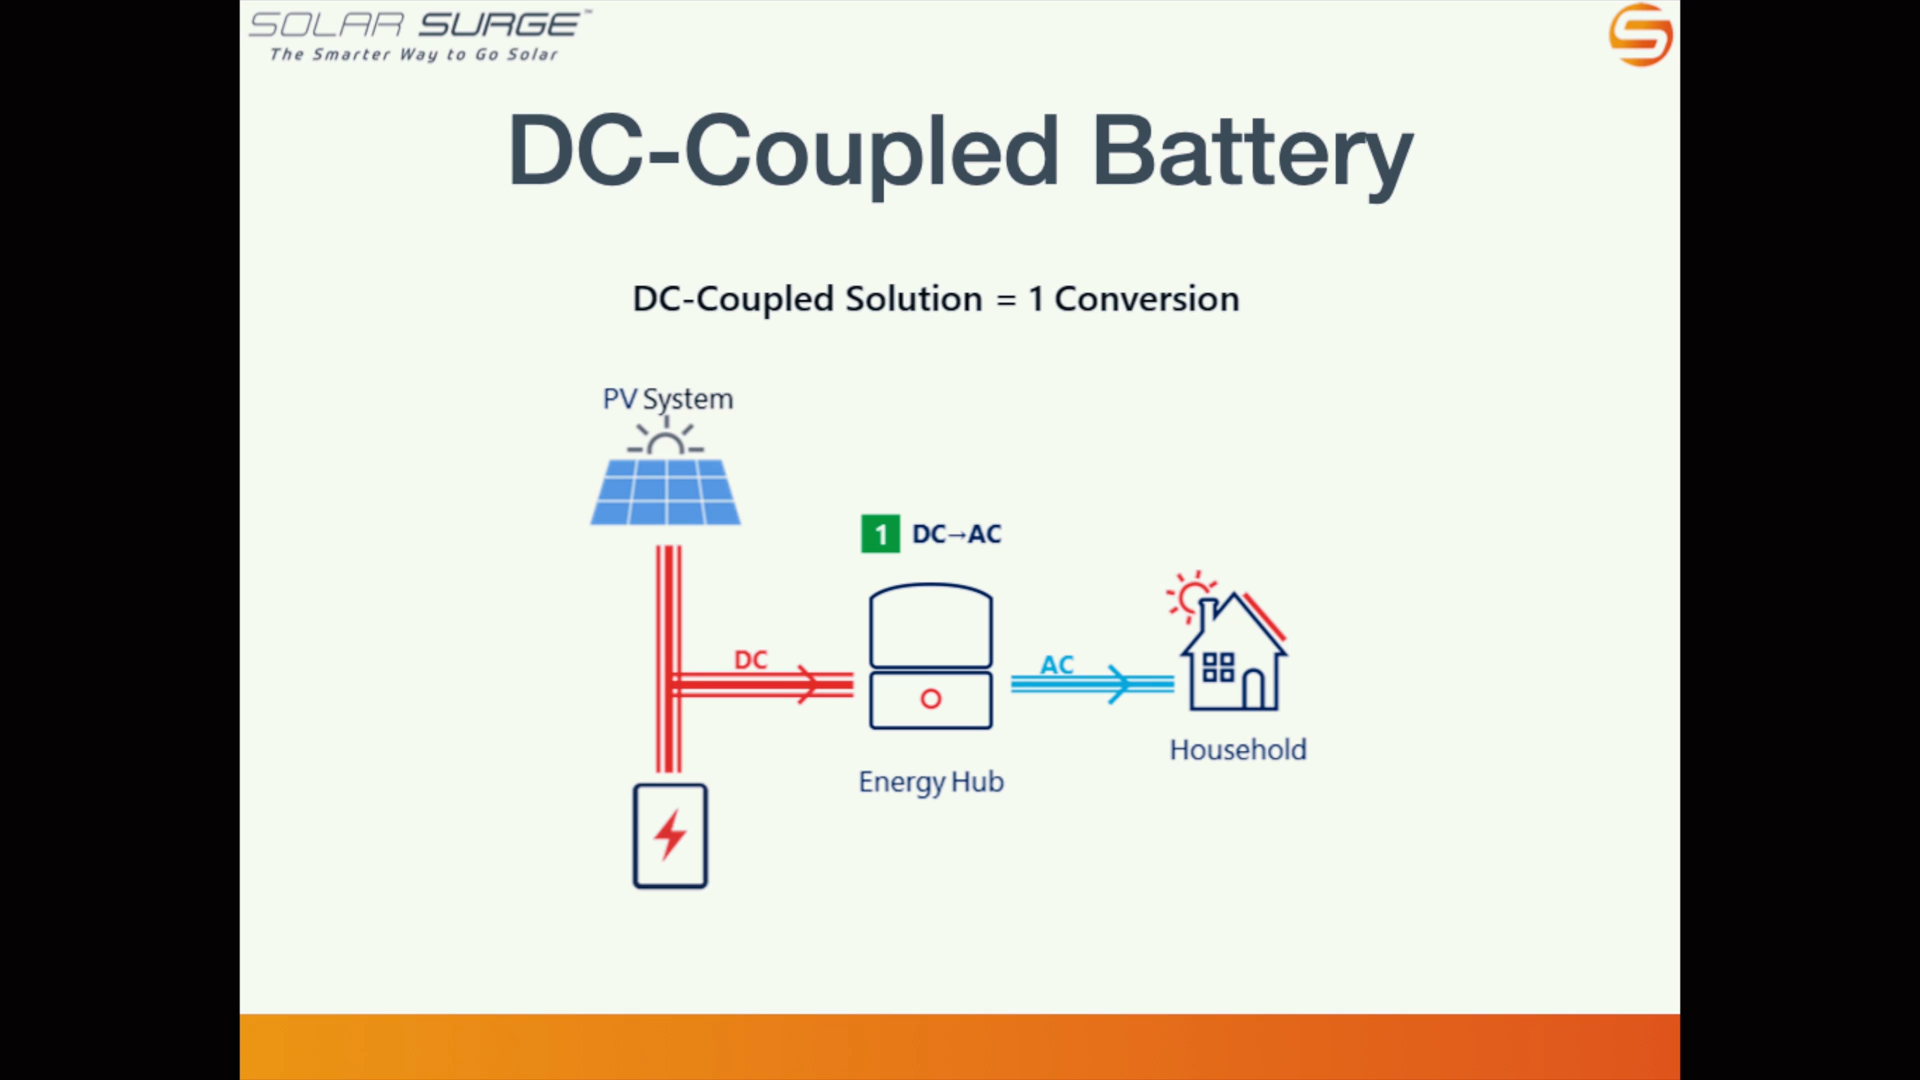 SOLAR SURGE™
The Smarter Way to Go Solar
DC-Coupled Battery
DC-Coupled Solution = 1 Conversion
PV System
1 DC→AC
DC
AC
Household
Energy Hub